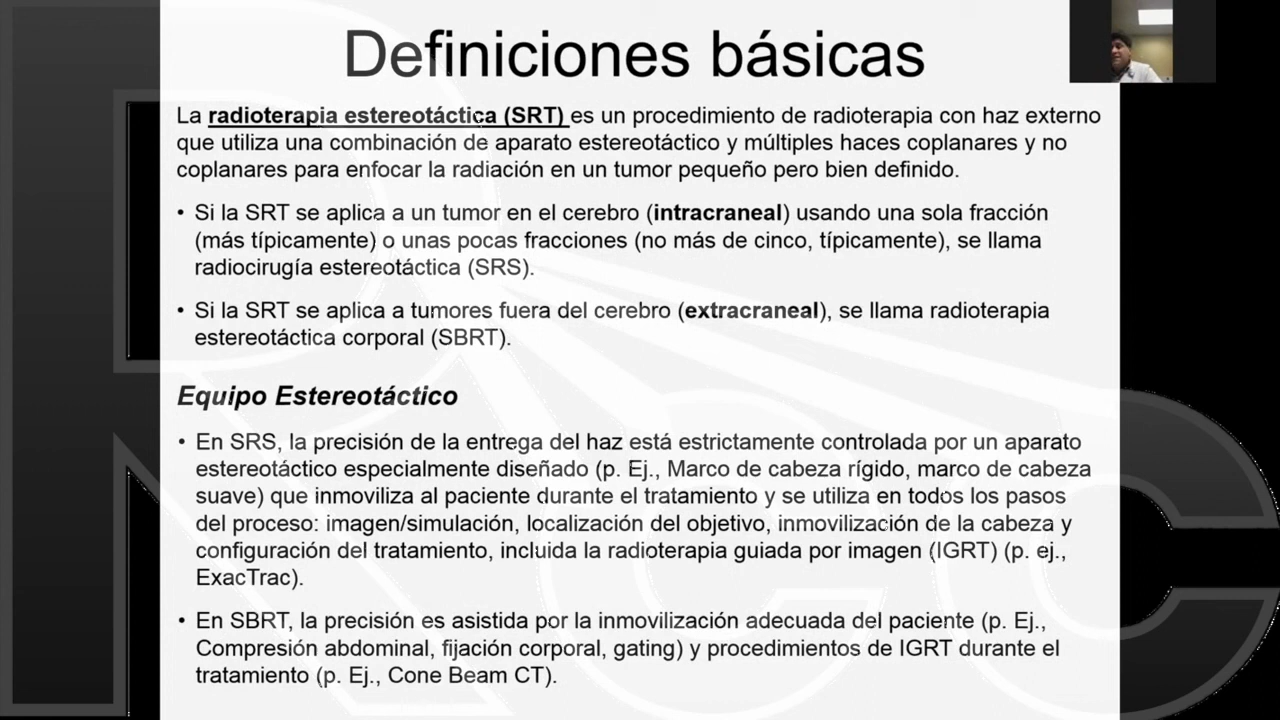 Definiciones básicas
La radioterapia estereotáctica (SRT) es un procedimiento de radioterapia con haz externo
que utiliza una combinación de aparato estereotáctico y múltiples haces coplanares y no
coplanares para enfocar la radiación en un tumor pequeño pero bien definido.
• Si la SRT se aplica a un tumor en el cerebro (intracraneal) usando una sola fracción
(más típicamente) o unas pocas fracciones (no más de cinco, típicamente), se llama
radiocirugía estereotáctica (SRS).
• Si la SRT se aplica a tumores fuera del cerebro (extracraneal), se llama radioterapia
estereotáctica corporal (SBRT).
Equipo Estereotáctico
• En SRS, la precisión de la entrega del haz está estrictamente controlada por un aparato
estereotáctico especialmente diseñado (p. Ej., Marco de cabeza rígido, marco de cabeza
suave) que inmoviliza al paciente durante el tratamiento y se utiliza en todos los pasos
del proceso: imagen/simulación, localización del objetivo, inmovilización de la cabeza y
configuración del tratamiento, incluida la radioterapia guiada por imagen (IGRT) (p. ej.,
ExacTrac).
• En SBRT, la precisión es asistida por la inmovilización adecuada del paciente (p. Ej.,
Compresión abdominal, fijación corporal, gating) y procedimientos de IGRT durante el
tratamiento (p. Ej., Cone Beam CT).